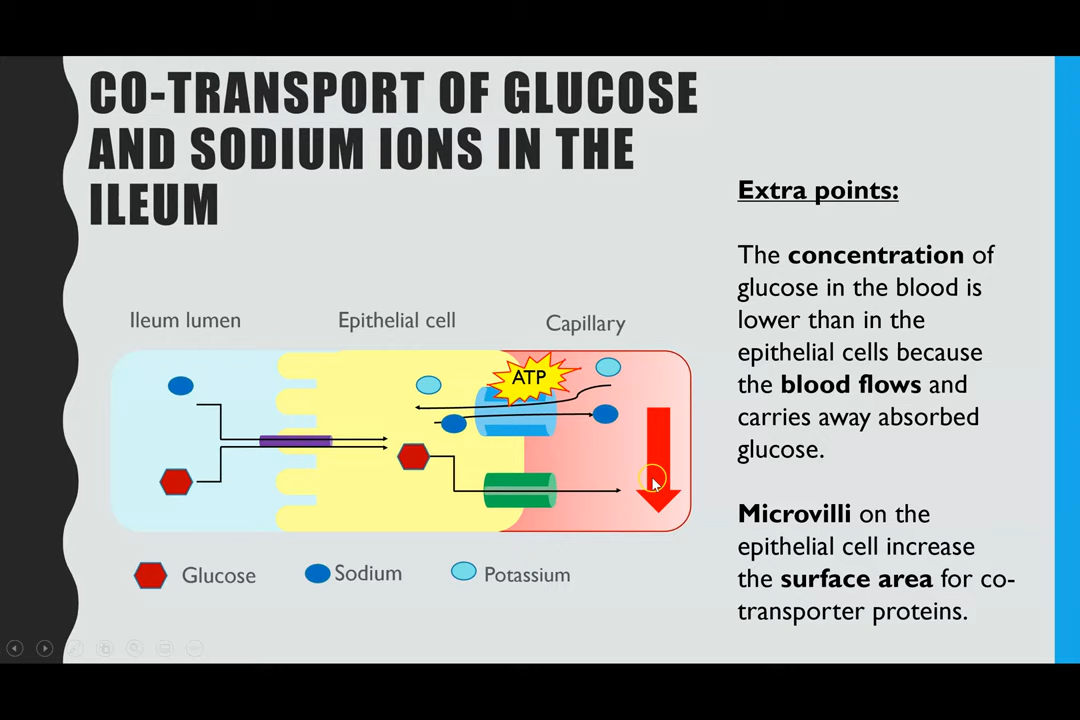 CO-TRANSPORT OF GLUCOSE
AND SODIUM IONS IN THE
ILEUM
Extra points:
The concentration of
glucose in the blood is
lower than in the
epithelial cells because
the blood flows and
carries away absorbed
glucose.
Microvilli on the
epithelial cell increase
the surface area for co-
transporter proteins.
Ileum lumen
Epithelial cell
Capillary
ATP
Glucose
Sodium
Potassium